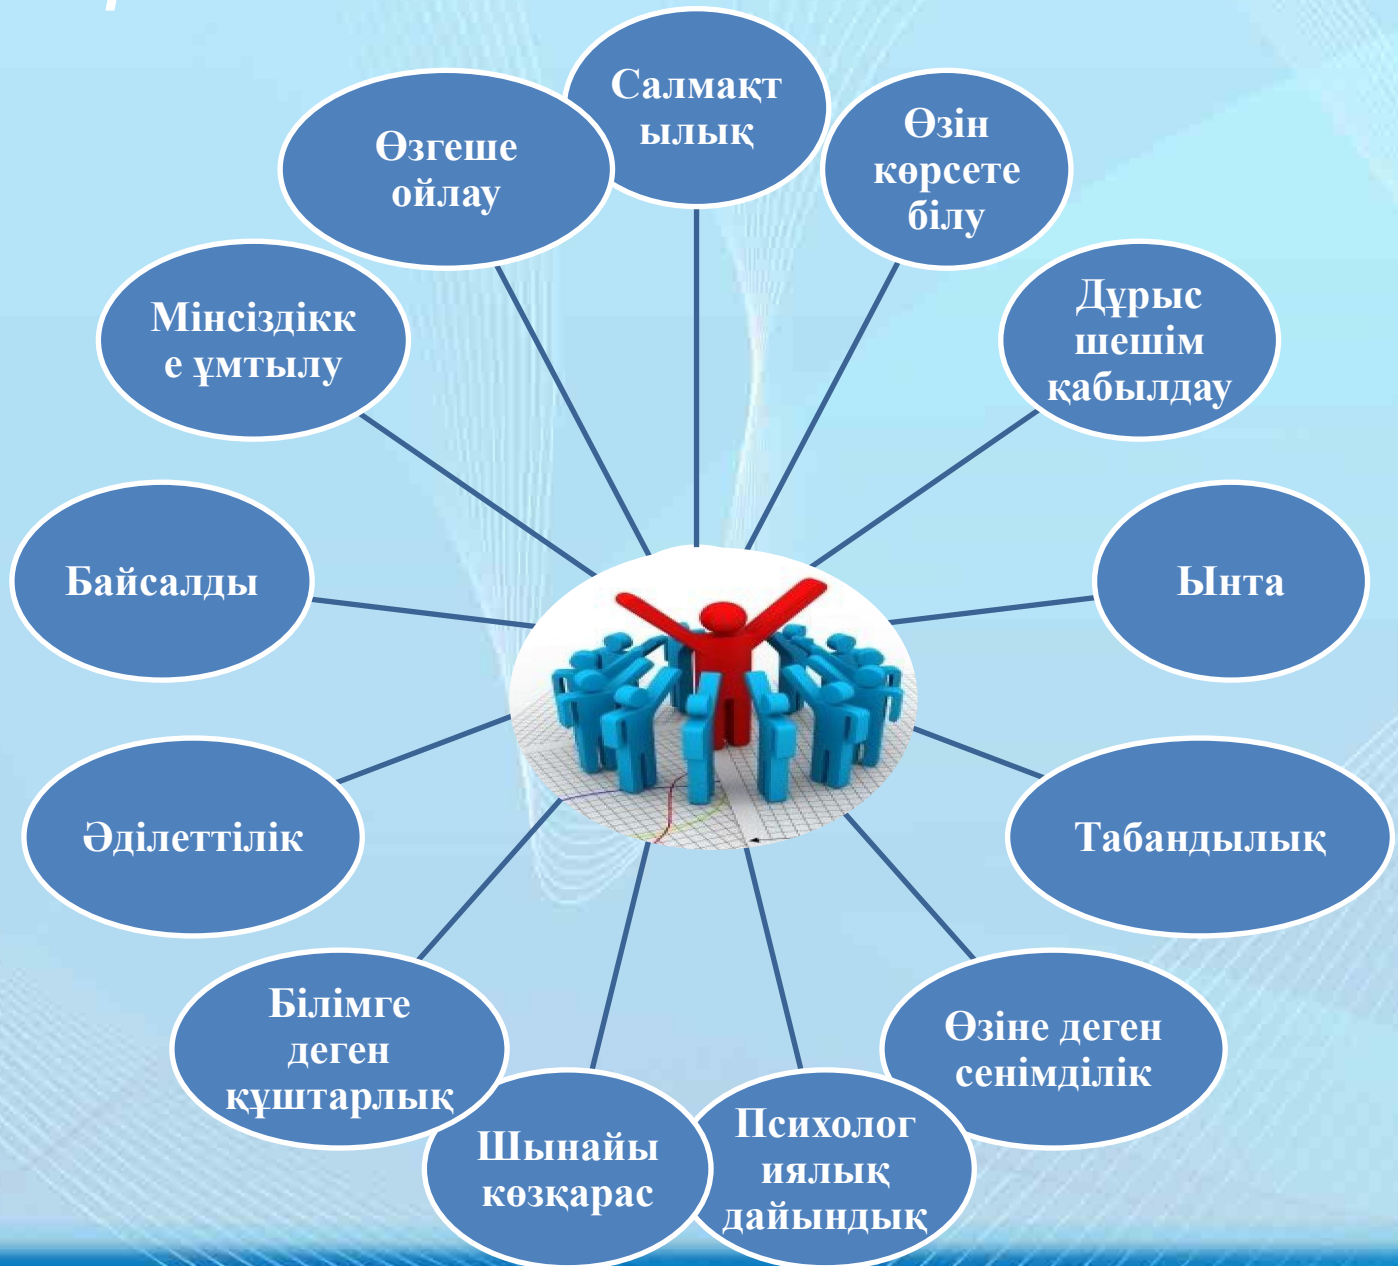 Салмақт
ылық
Өзін
көрсете
білу
Дұрыс
шешім
қабылдау
Ынта
Табандылық
Өзіне деген
сенімділік
Психолог
иялық
дайындық
Шынайы
көзқарас
Білімге
деген
құштарлық
Әділеттілік
Байсалды
Мінсіздікк
е ұмтылу
Өзгеше
ойлау